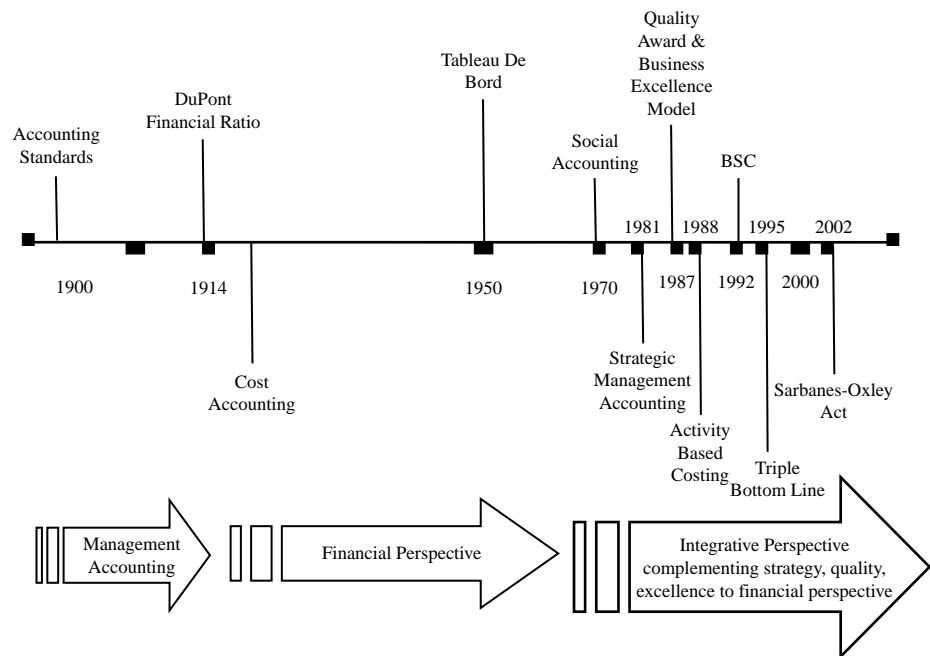 Quality
Award &
Business
Excellence
Model
Tableau De
Bord
DuPont
Financial Ratio
Accounting
Standards
Social
Accounting
BSC
1981
1988
1995
2002
1900
1914
1950
1970
1987
1992
2000
Cost
Accounting
Strategic
Management
Accounting
Sarbanes-Oxley
Act
Activity
Based
Costing
Triple
Bottom Line
Management
Accounting
Financial Perspective
Integrative Perspective
complementing strategy, quality,
excellence to financial perspective